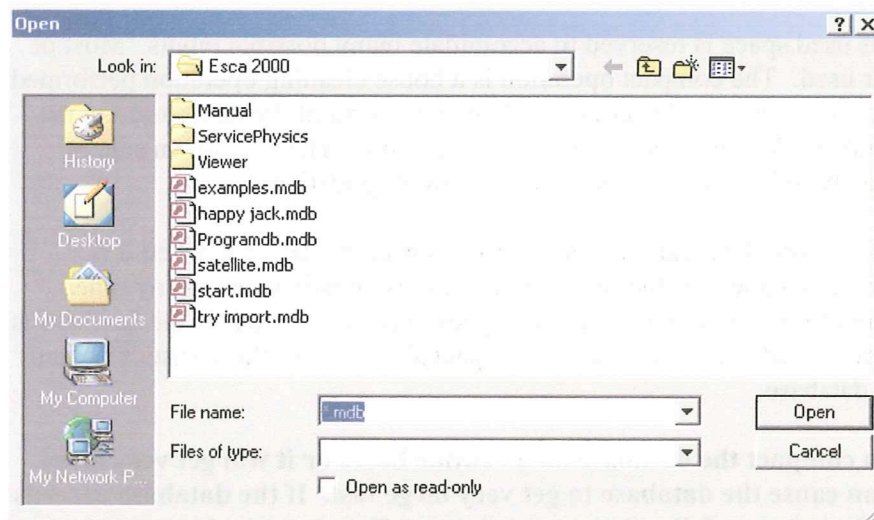 Open
Look in: Esca 2000
History
Desktop
My Documents
My Computer
My Network P...
Manual
ServicePhysics
Viewer
examples.mdb
happy jack.mdb
Programdb.mdb
satellite.mdb
start.mdb
try import.mdb
File name: *.mdb
Open
Files of type:
Cancel
Open as read-only